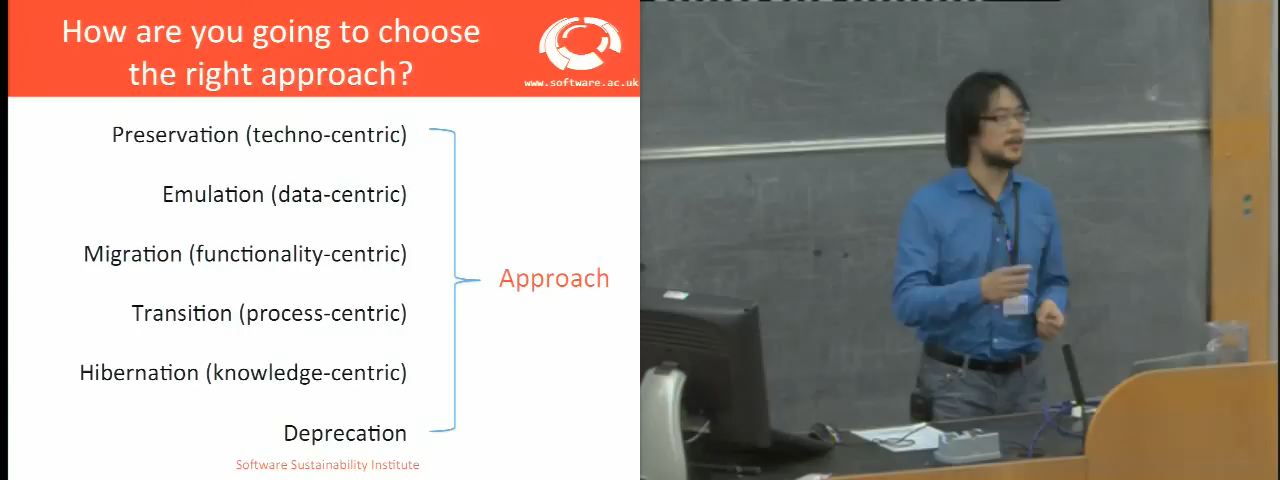 How are you going to choose
the right approach?
www.software.ac.uk
Preservation (techno-centric)
Emulation (data-centric)
Migration (functionality-centric)
Transition (process-centric)
Hibernation (knowledge-centric)
Deprecation
Approach
Software Sustainability Institute